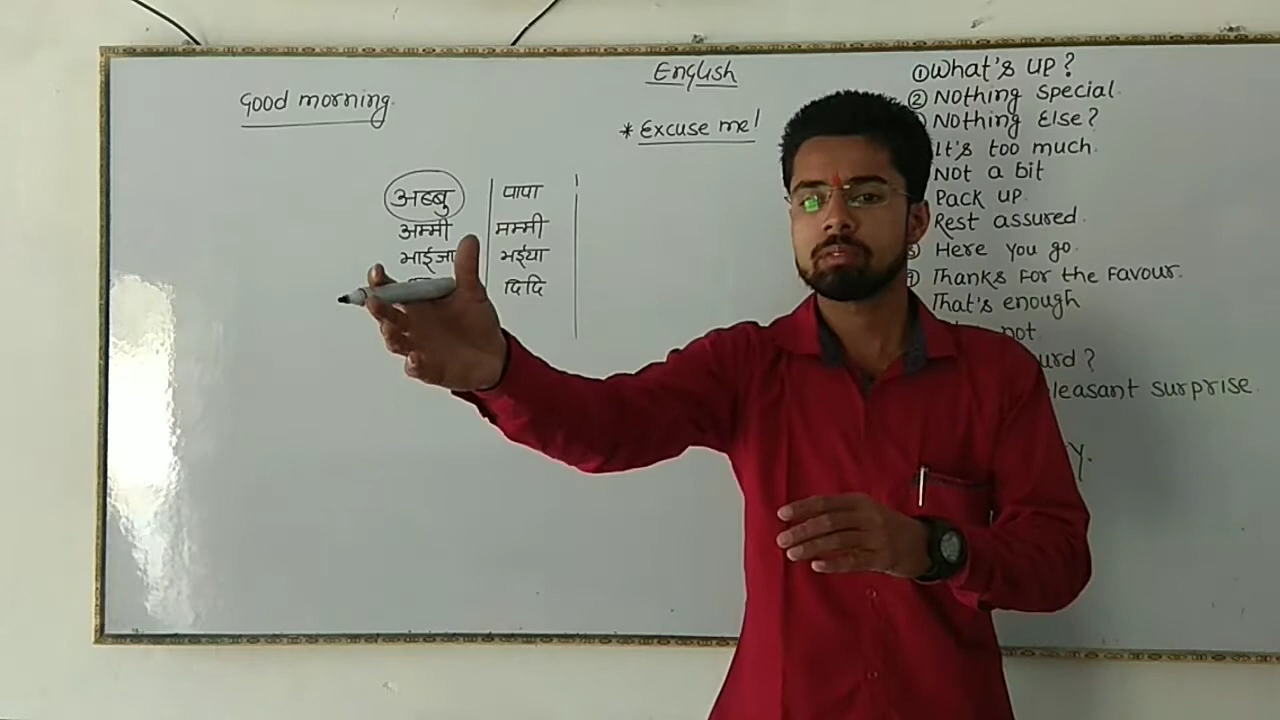 English
Good morning.
* Excuse me!
अब्बु | पापा
अम्मी | मम्मी
भाईजा | भईया
दिदि
① What's up?
② Nothing special.
Nothing Else?
It's too much.
Not a bit
Pack up.
Rest assured.
Here you go.
⑨ Thanks for the favour.
That's enough
not
urd?
leasant surprise.
y.